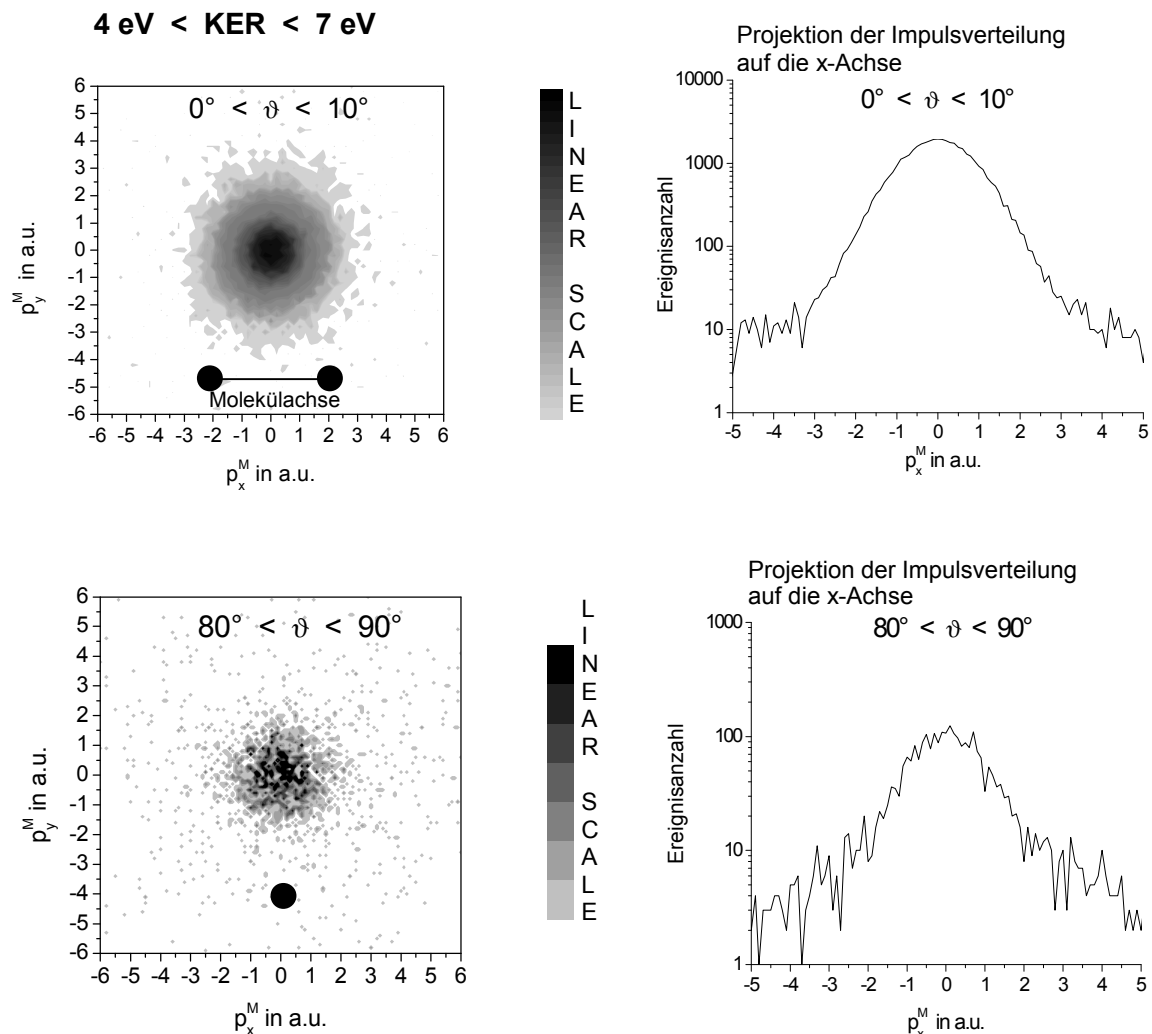 4 eV < KER < 7 eV
0° < ϑ < 10°
6
5
4
3
2
1
0
-1
-2
-3
-4
-5
-6
p_y^M in a.u.
Molekülachse
-6 -5 -4 -3 -2 -1 0 1 2 3 4 5 6
p_x^M in a.u.
L
I
N
E
A
R
S
C
A
L
E
Projektion der Impulsverteilung
auf die x-Achse
0° < ϑ < 10°
10000
1000
100
10
1
Ereignisanzahl
-5 -4 -3 -2 -1 0 1 2 3 4 5
p_x^M in a.u.
80° < ϑ < 90°
6
5
4
3
2
1
0
-1
-2
-3
-4
-5
-6
p_y^M in a.u.
-6 -5 -4 -3 -2 -1 0 1 2 3 4 5 6
p_x^M in a.u.
L
I
N
E
A
R
S
C
A
L
E
Projektion der Impulsverteilung
auf die x-Achse
80° < ϑ < 90°
1000
100
10
1
Ereignisanzahl
-5 -4 -3 -2 -1 0 1 2 3 4 5
p_x^M in a.u.